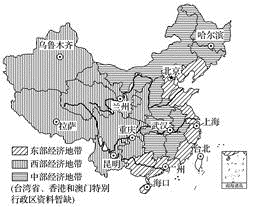 哈尔滨
乌鲁木齐
北京
兰州
拉萨
上海
武汉
重庆
昆明
台北
广州
海口
东部经济地带
西部经济地带
中部经济地带
(台湾省、香港和澳门特别
行政区资料暂缺)
南海诸岛